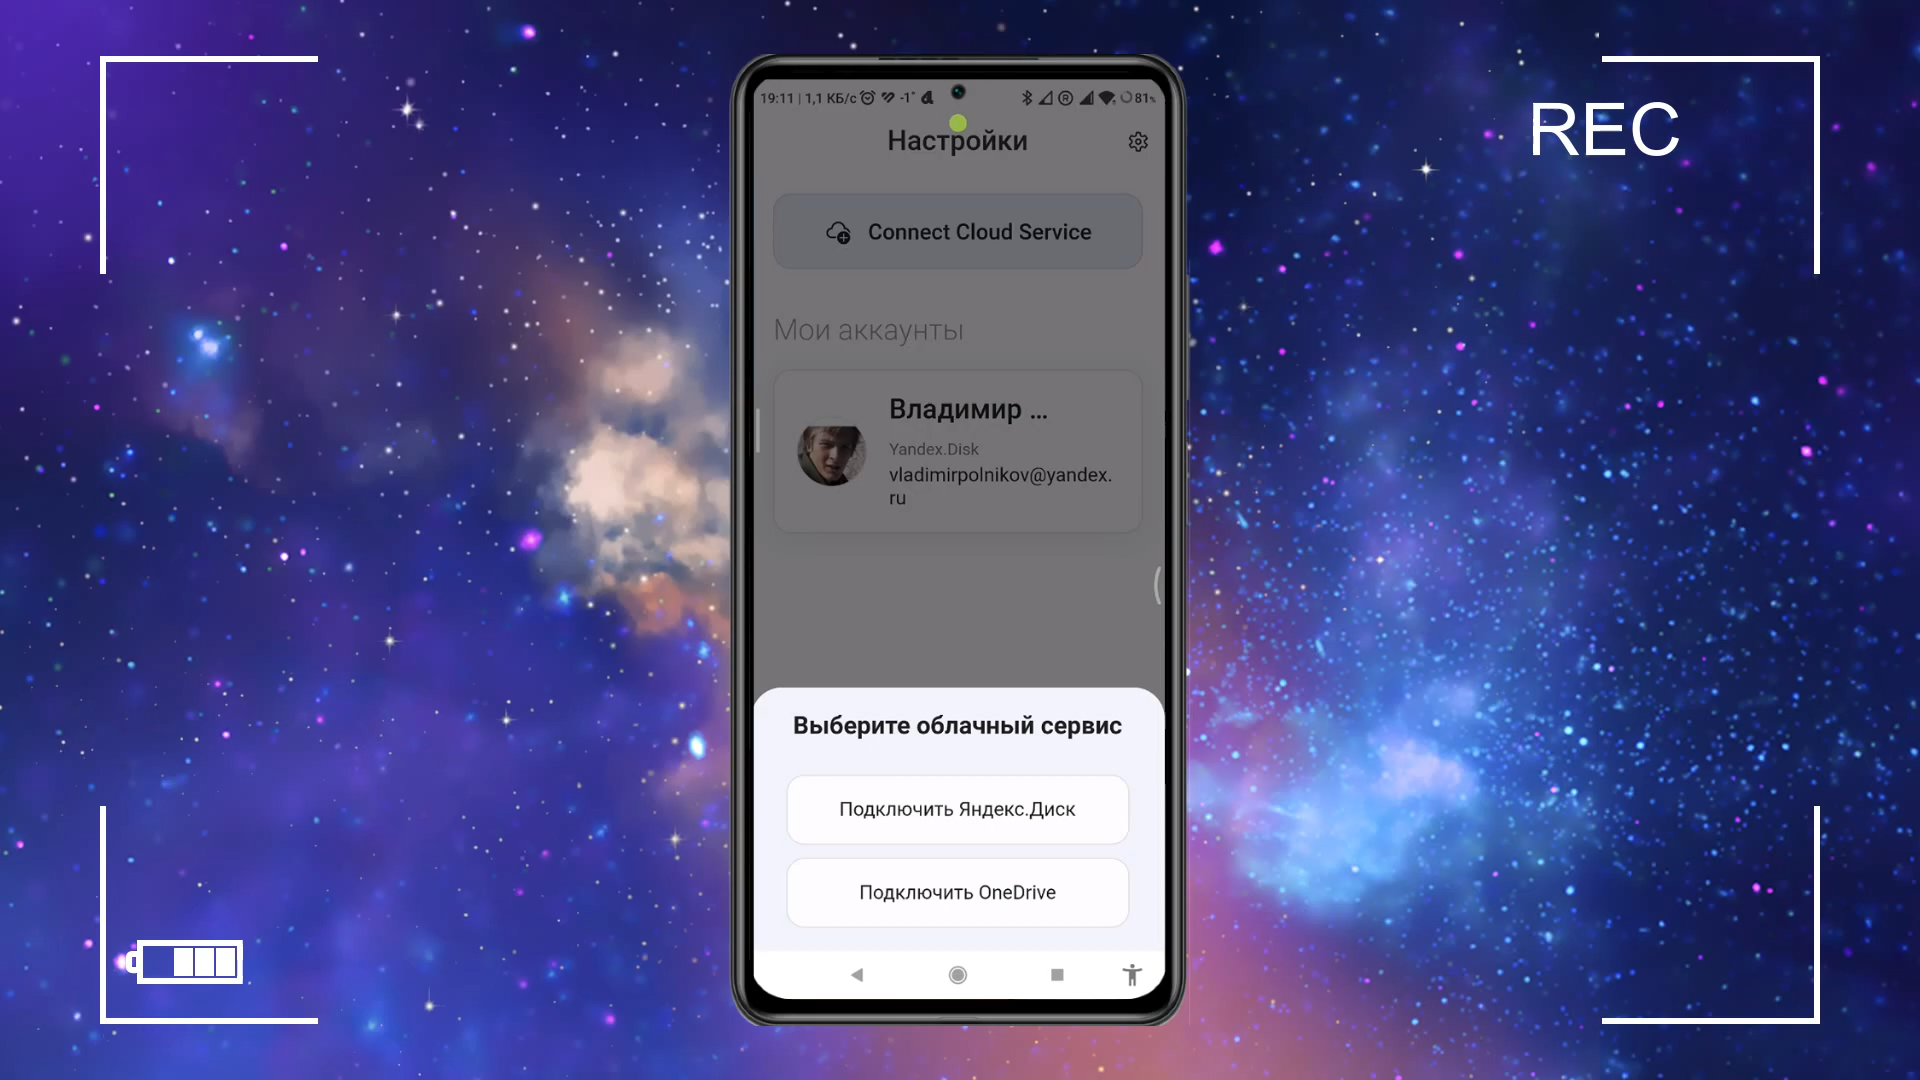 REC
19:11 | 1,1 КБ/с -1° 81%
Настройки
Connect Cloud Service
Мои аккаунты
Владимир ...
Yandex.Disk
vladimirpolnikov@yandex.
ru
Выберите облачный сервис
Подключить Яндекс.Диск
Подключить OneDrive